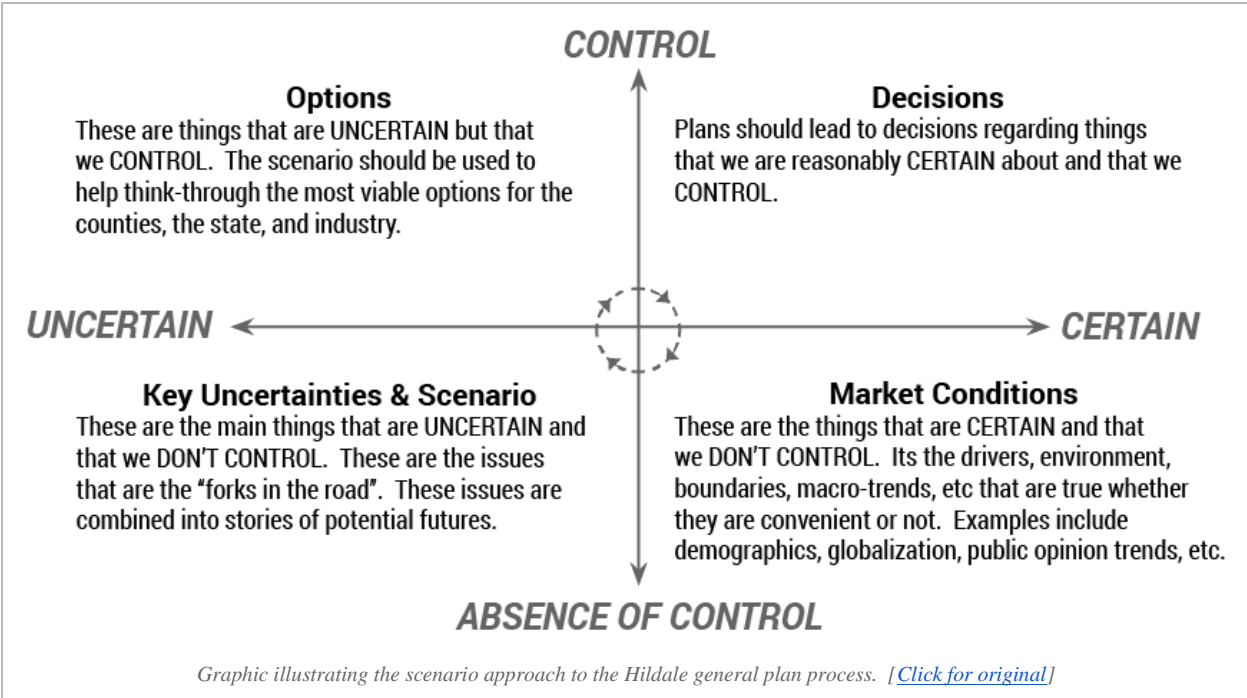 CONTROL
Options
These are things that are UNCERTAIN but that
we CONTROL. The scenario should be used to
help think-through the most viable options for the
counties, the state, and industry.
Decisions
Plans should lead to decisions regarding things
that we are reasonably CERTAIN about and that we
CONTROL.
UNCERTAIN
CERTAIN
Key Uncertainties & Scenario
These are the main things that are UNCERTAIN and
that we DON'T CONTROL. These are the issues
that are the “forks in the road”. These issues are
combined into stories of potential futures.
Market Conditions
These are the things that are CERTAIN and that
we DON'T CONTROL. Its the drivers, environment,
boundaries, macro-trends, etc that are true whether
they are convenient or not. Examples include
demographics, globalization, public opinion trends, etc.
ABSENCE OF CONTROL
Graphic illustrating the scenario approach to the Hildale general plan process. [Click for original]